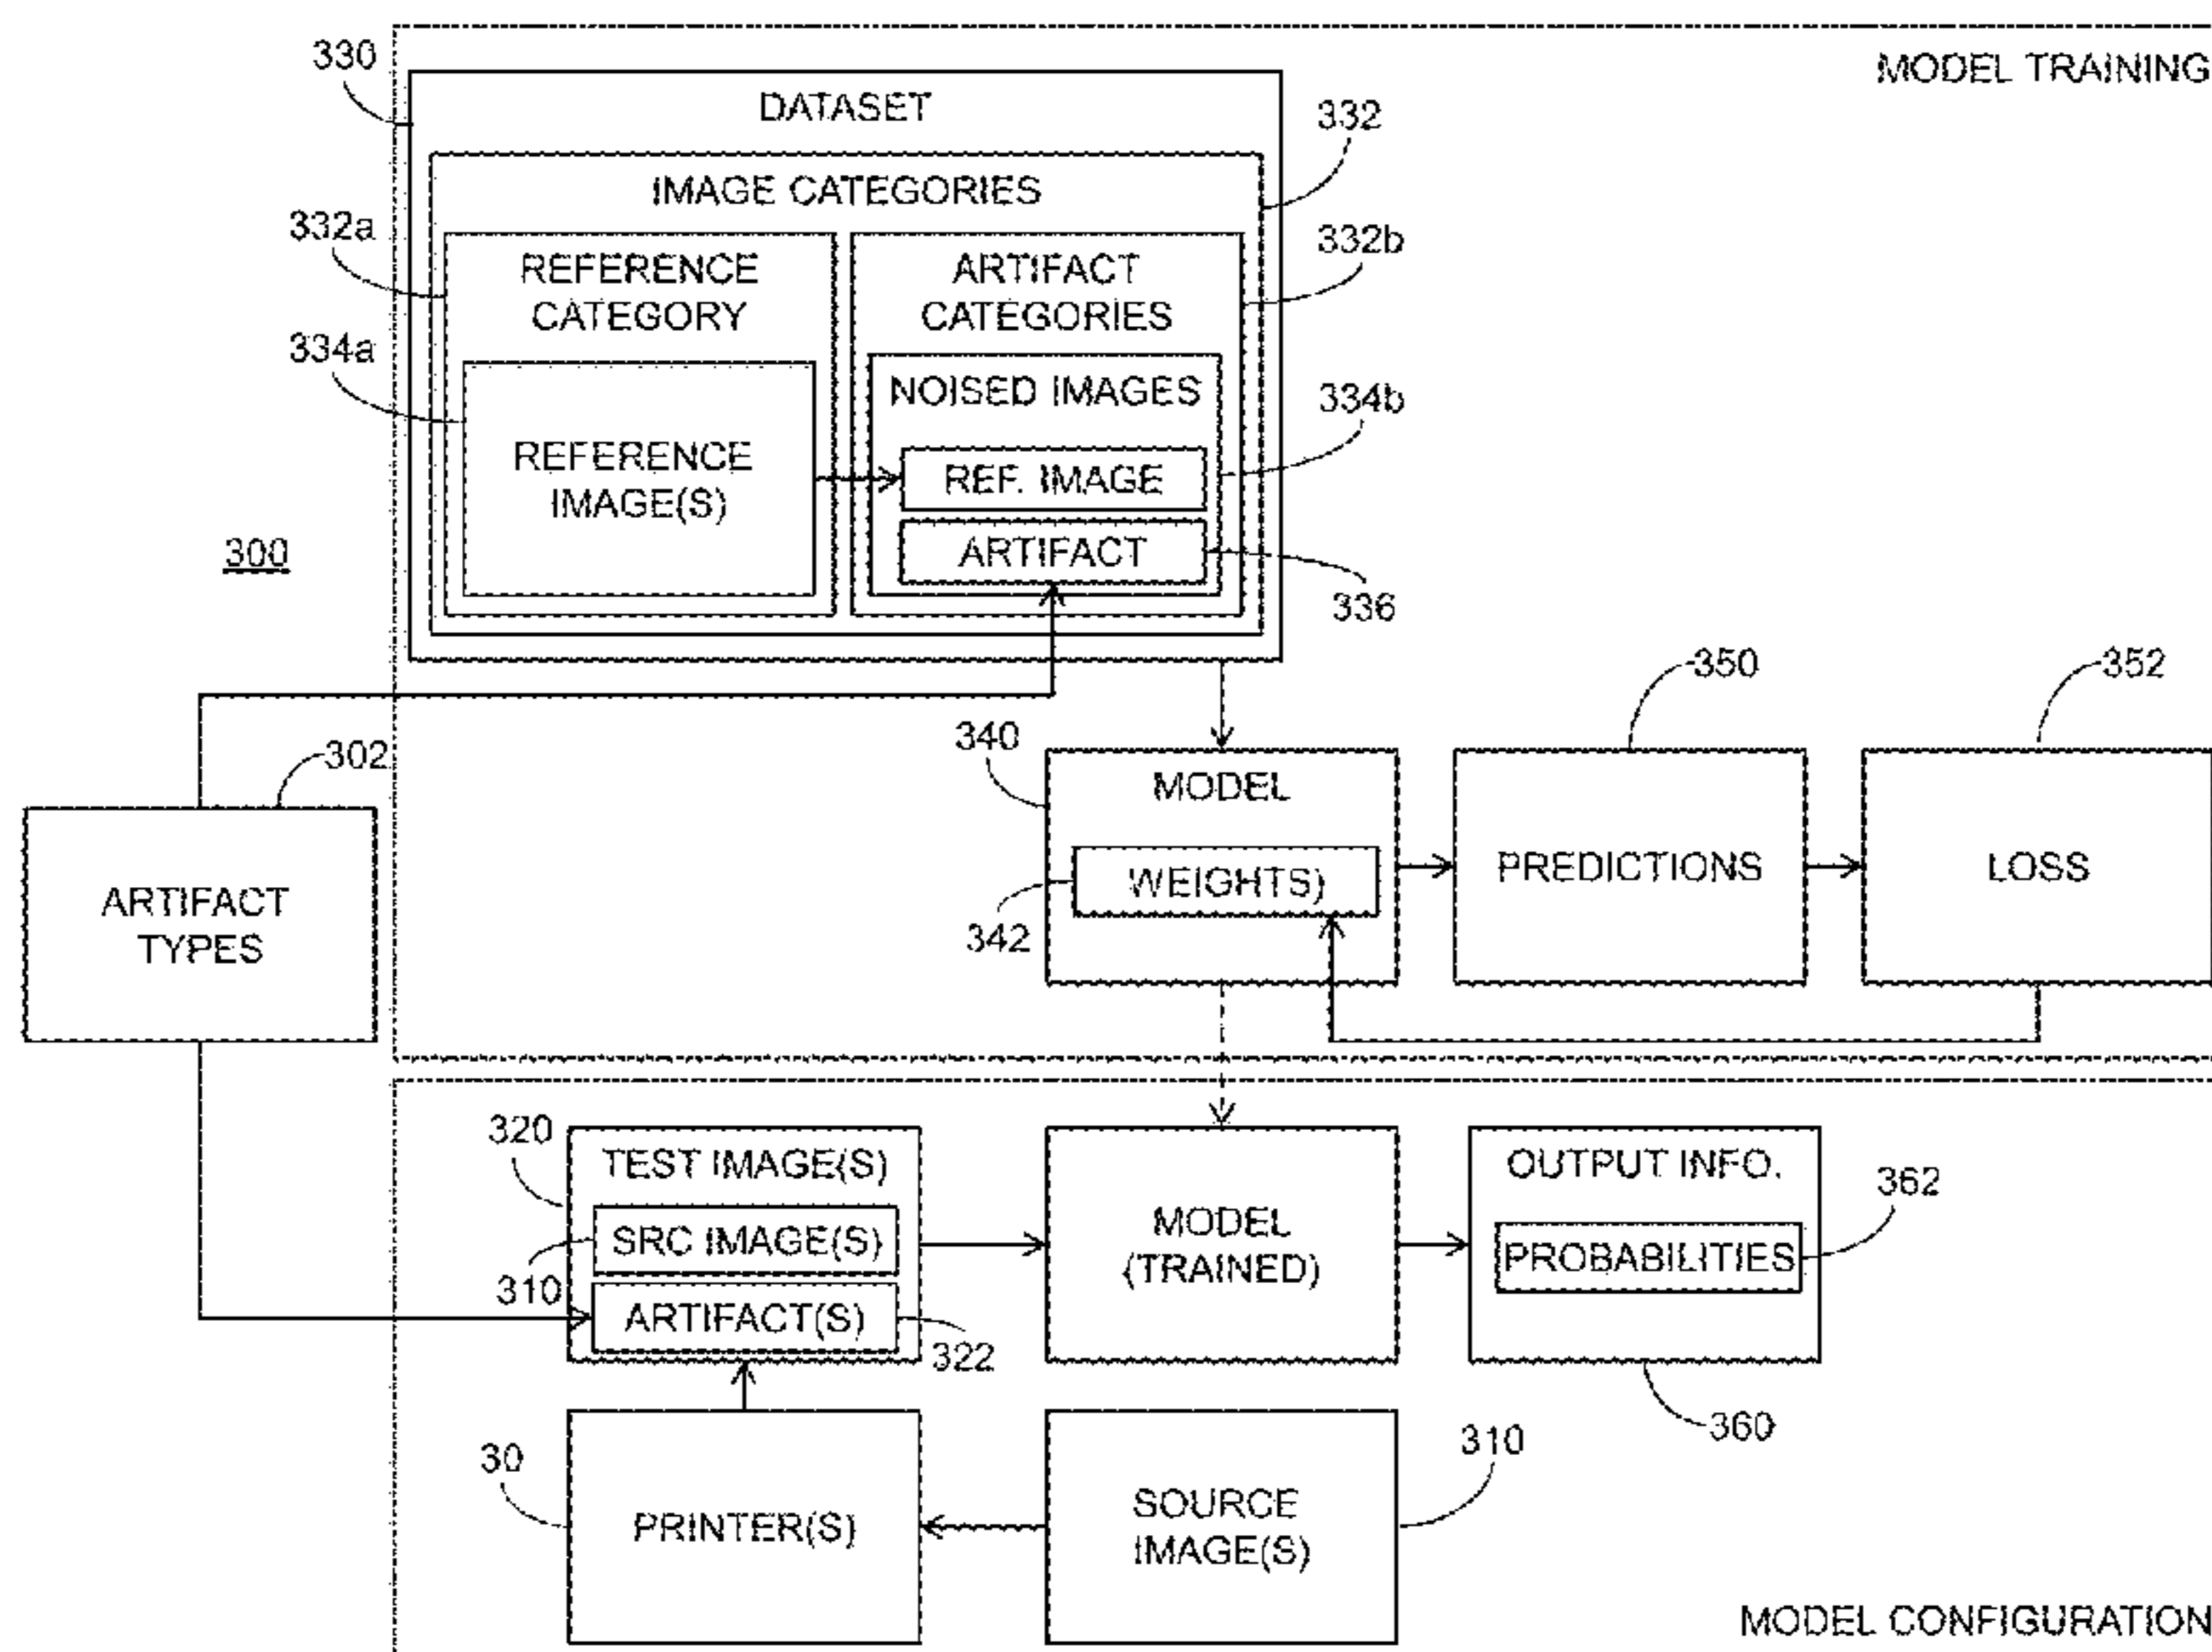 330
MODEL TRAINING
DATASET
332
IMAGE CATEGORIES
332a
332b
REFERENCE
CATEGORY
ARTIFACT
CATEGORIES
334a
NOISED IMAGES
334b
REFERENCE
IMAGE(S)
REF. IMAGE
ARTIFACT
300
336
350
352
340
302
MODEL
WEIGHTS)
PREDICTIONS
LOSS
ARTIFACT
TYPES
342
320
TEST IMAGE(S)
OUTPUT INFO.
362
SRC IMAGE(S)
MODEL
(TRAINED)
PROBABILITIES
310
ARTIFACT(S)
322
360
30
310
PRINTER(S)
SOURCE
IMAGE(S)
MODEL CONFIGURATION